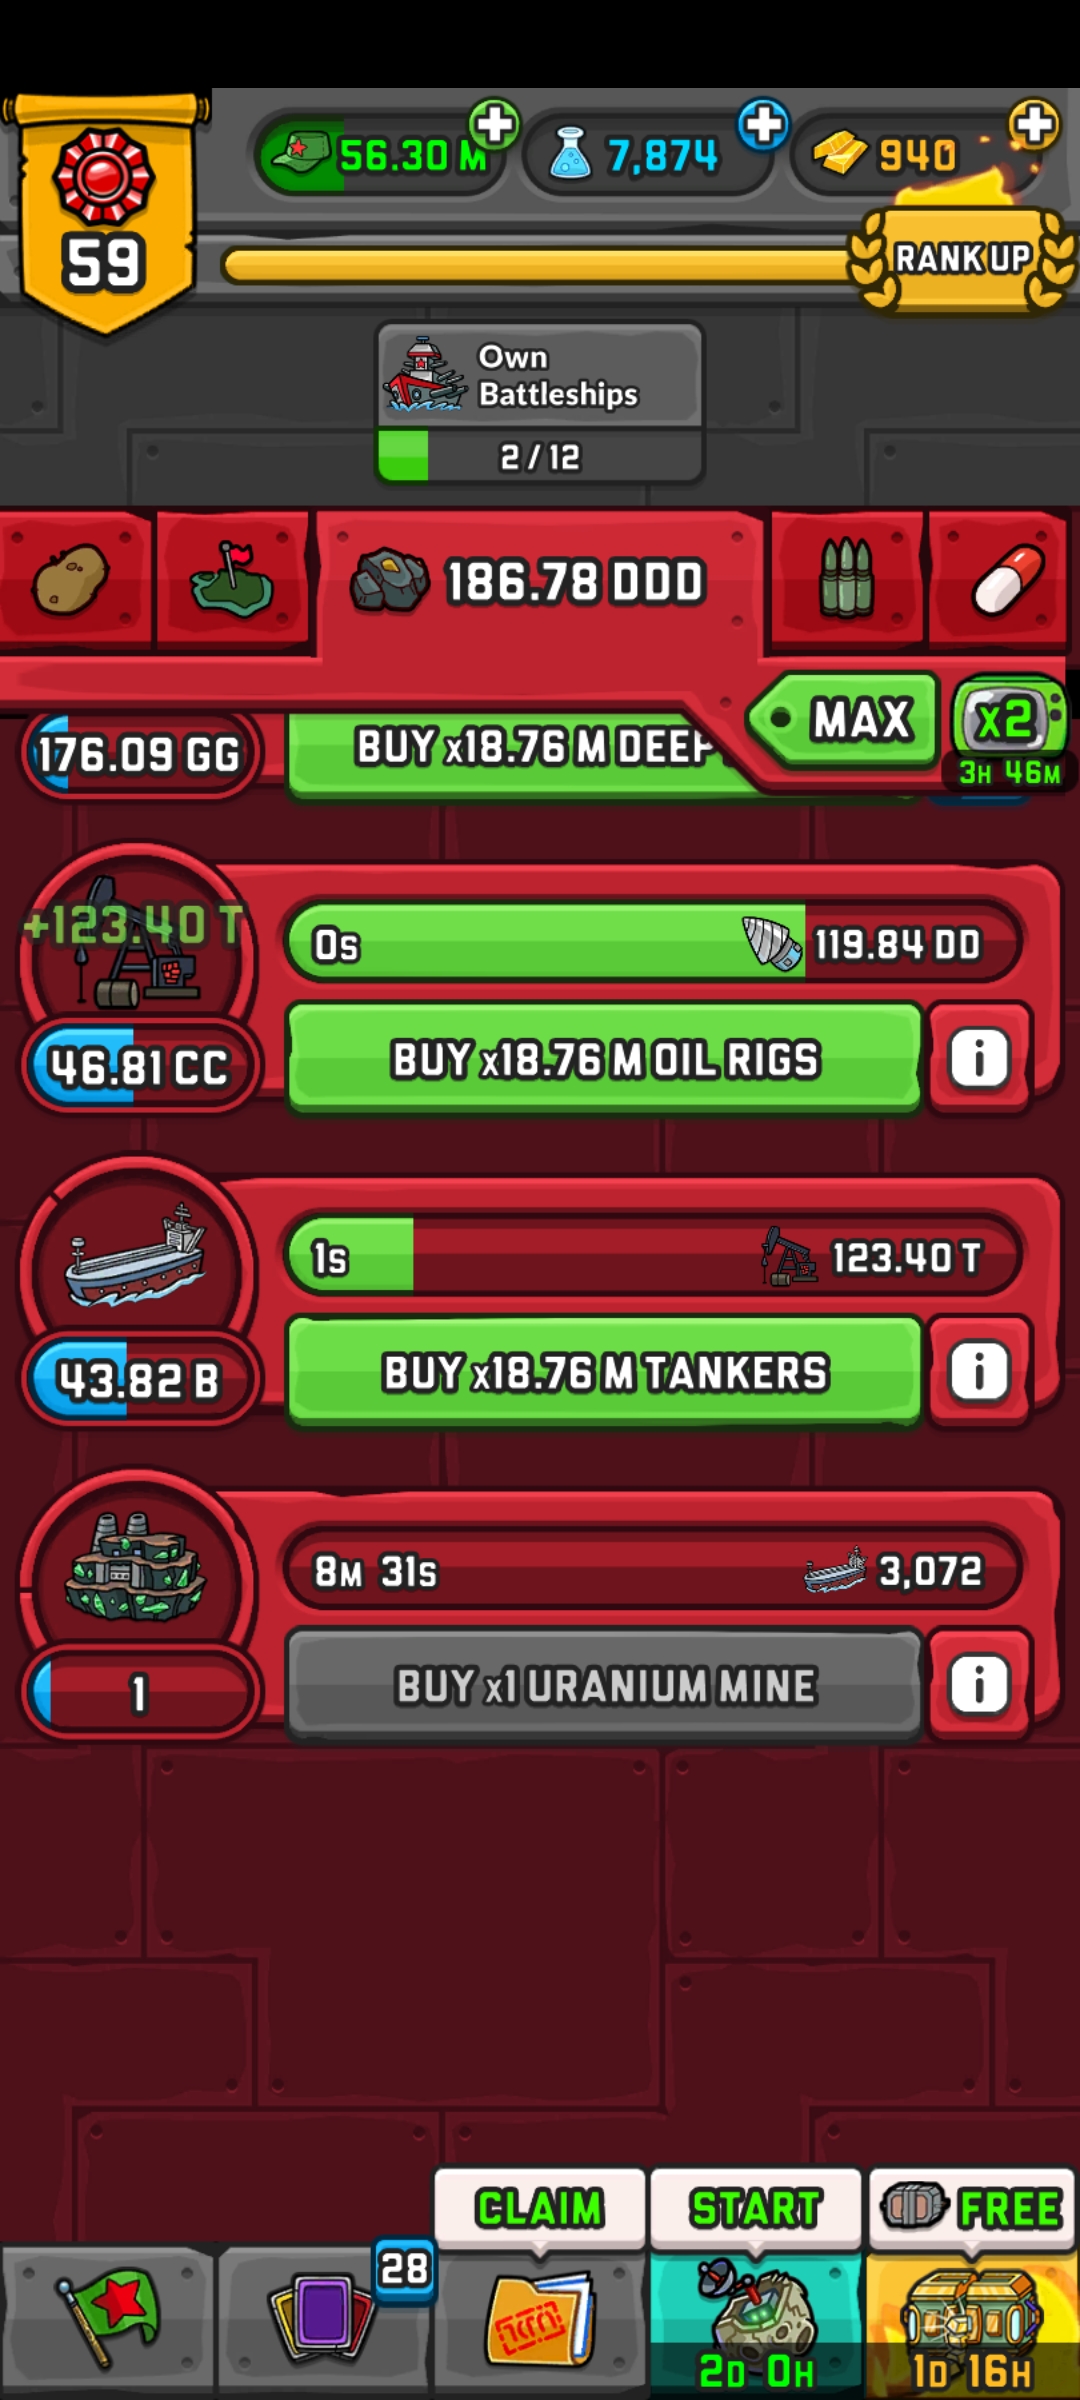 56.30 M
7,874
940
59
RANK UP
Own
Battleships
2 / 12
186.78 DDD
MAX
x2
3H 46M
176.09 GG
BUY x18.76 M DEEP
+123.40 T
0s
119.84 DD
46.81 CC
BUY x18.76 M OIL RIGS
i
1s
123.40 T
43.82 B
BUY x18.76 M TANKERS
i
8M 31s
3,072
1
BUY x1 URANIUM MINE
i
CLAIM
START
FREE
28
2D 0H
1D 16H